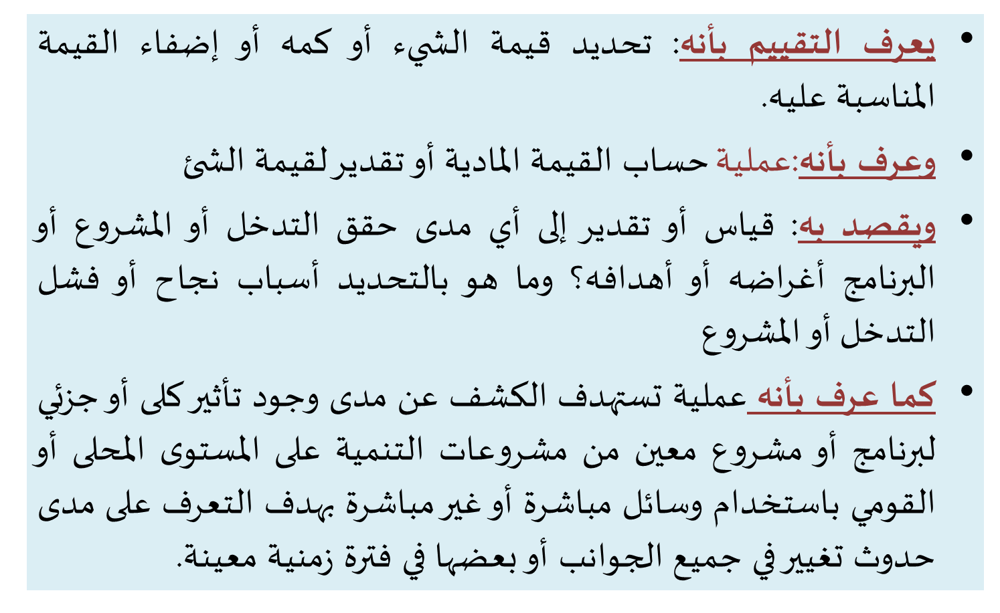 • يعرف التقييم بأنه: تحديد قيمة الشيء أو كمه أو إضفاء القيمة
المناسبة عليه.
• وعرف بأنه:عملية حساب القيمة المادية أو تقدير لقيمة الشئ
• ويقصد به: قياس أو تقدير إلى أي مدى حقق التدخل أو المشروع أو
البرنامج أغراضه أو أهدافه؟ وما هو بالتحديد أسباب نجاح أو فشل
التدخل أو المشروع
• كما عرف بأنه عملية تستهدف الكشف عن مدى وجود تأثير كلى أو جزئي
لبرنامج أو مشروع معين من مشروعات التنمية على المستوى المحلى أو
القومي باستخدام وسائل مباشرة أو غير مباشرة بهدف التعرف على مدى
حدوث تغيير في جميع الجوانب أو بعضها في فترة زمنية معينة.